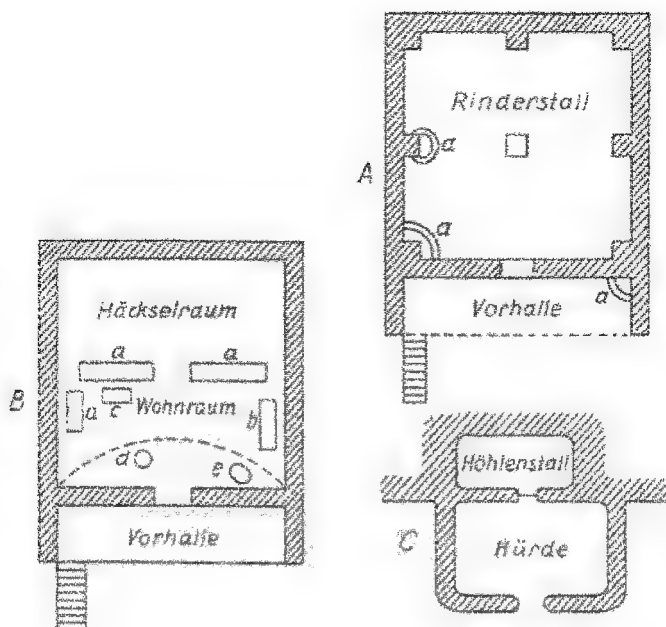 Rinderstall
a
A
a
Vorhalle
a
Häckselraum
a
a
B
a
c
Wohnraum
b
d
e
Vorhalle
Höhlenstall
C
Hürde